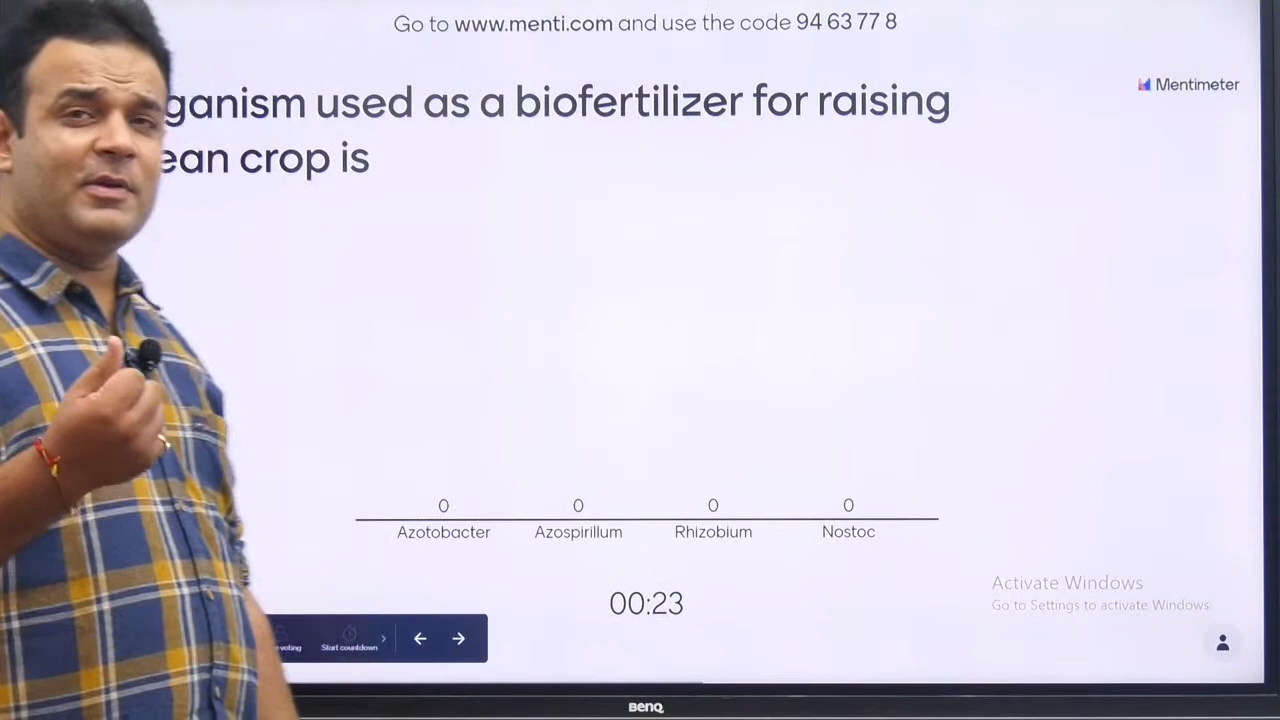 Go to www.menti.com and use the code 94 63 77 8
Mentimeter
ganism used as a biofertilizer for raising
ean crop is
0 0 0 0
Azotobacter Azospirillum Rhizobium Nostoc
00:23
Activate Windows
Go to Settings to activate Windows.
voting Start countdown
BenQ